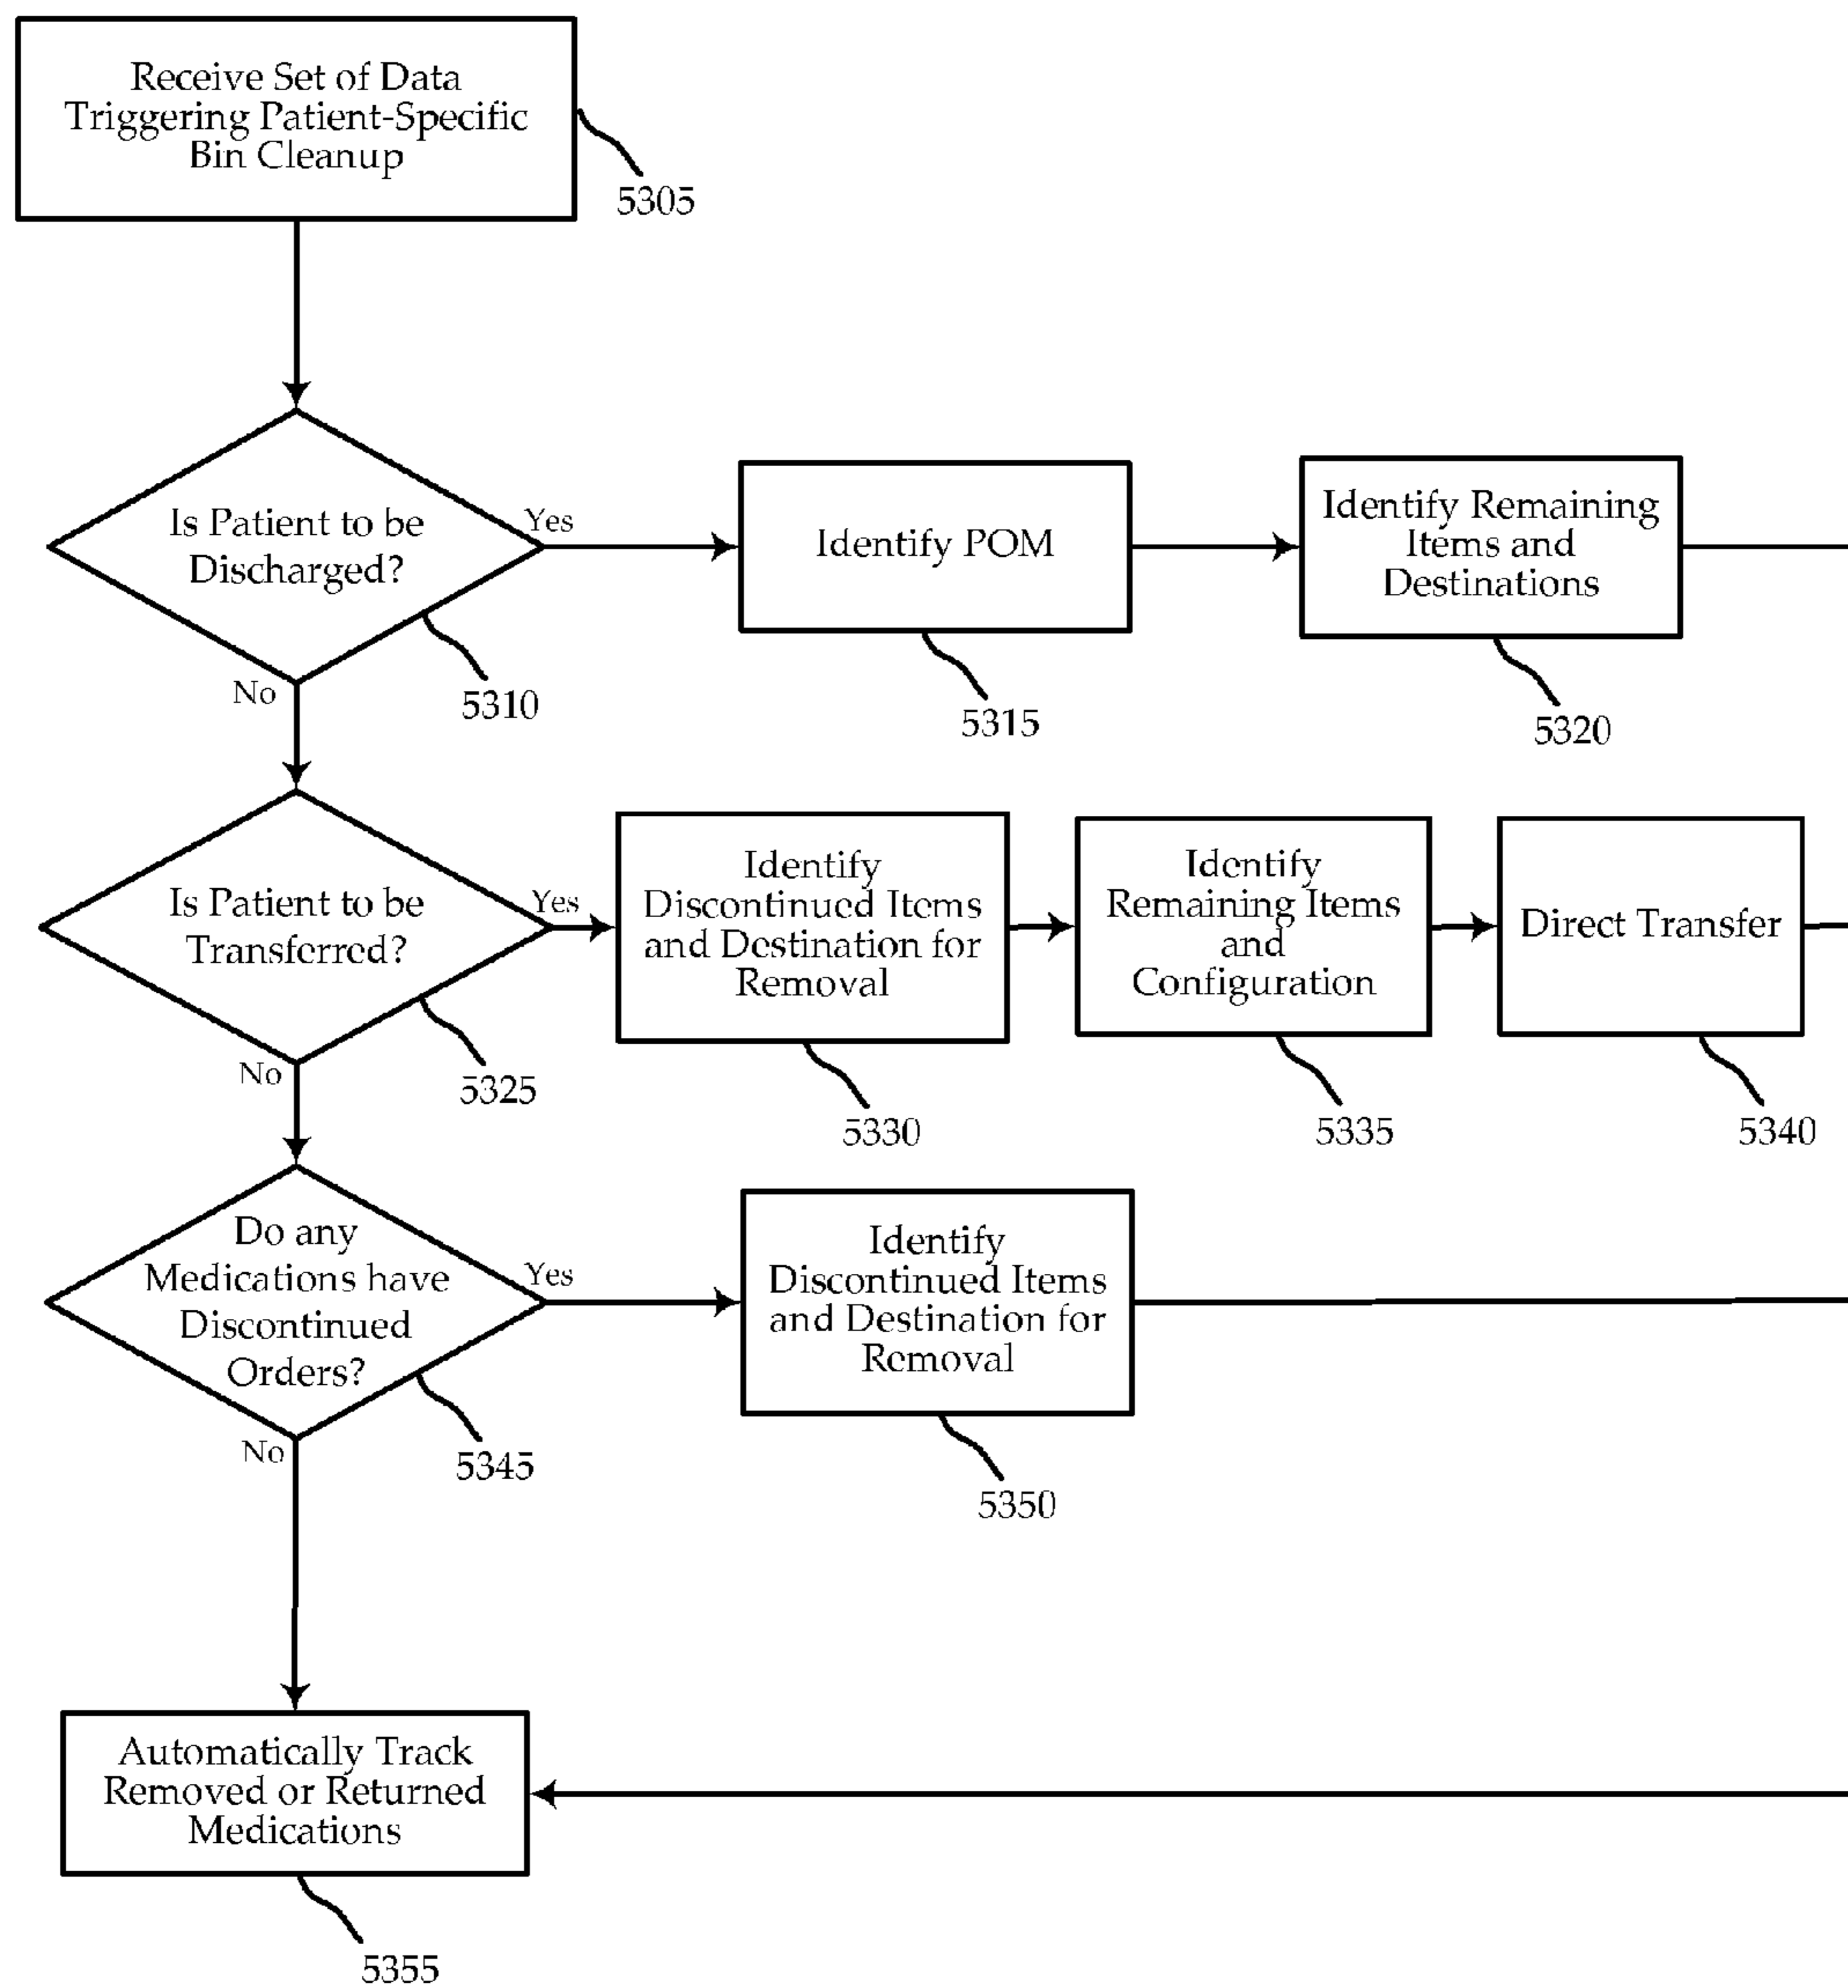 Receive Set of Data
Triggering Patient-Specific
Bin Cleanup
5305
Is Patient to be
Discharged?
Yes
No
5310
Identify POM
5315
Identify Remaining
Items and
Destinations
5320
Is Patient to be
Transferred?
Yes
No
5325
Identify
Discontinued Items
and Destination for
Removal
5330
Identify
Remaining Items
and
Configuration
5335
Direct Transfer
5340
Do any
Medications have
Discontinued
Orders?
Yes
No
5345
Identify
Discontinued Items
and Destination for
Removal
5350
Automatically Track
Removed or Returned
Medications
5355